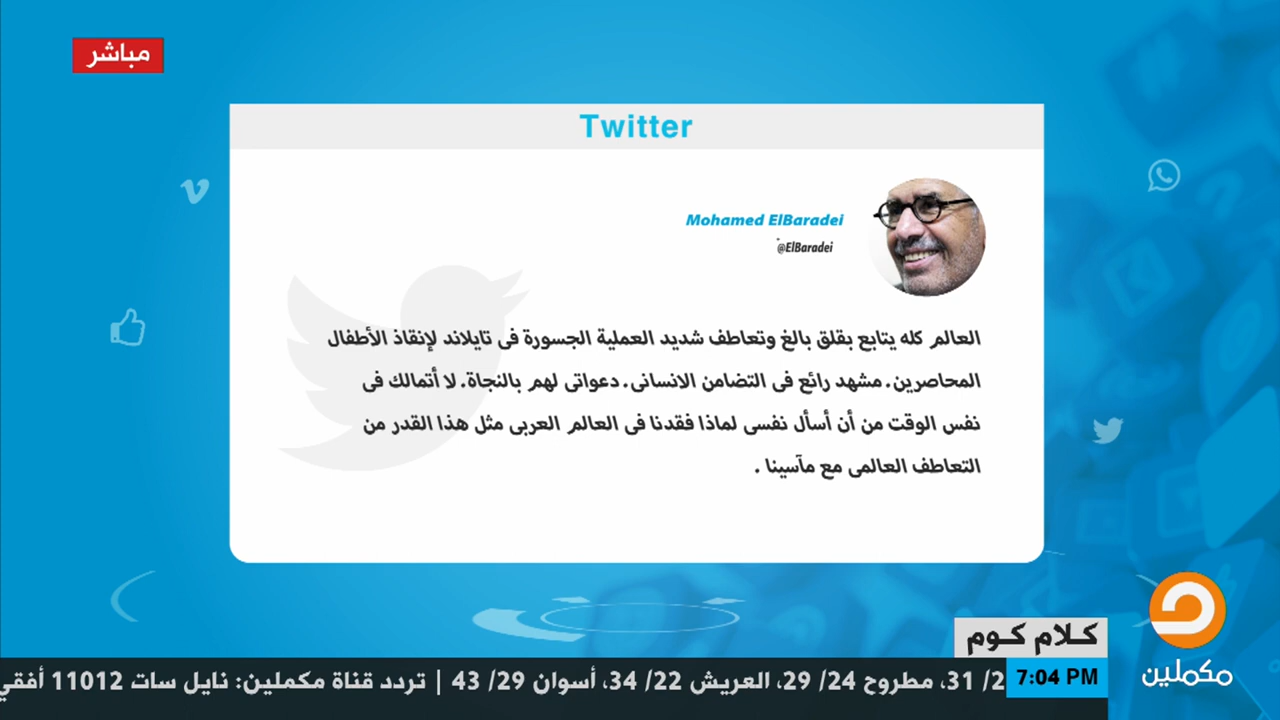 مباشر
Twitter
Mohamed ElBaradei
@ElBaradei
العالم كله يتابع بقلق بالغ وتعاطف شديد العملية الجسورة فى تايلاند لإنقاذ الأطفال
المحاصرين. مشهد رائع فى التضامن الانسانى. دعواتى لهم بالنجاة. لا أتمالك فى
نفس الوقت من أن أسأل نفسى لماذا فقدنا فى العالم العربى مثل هذا القدر من
التعاطف العالمى مع مآسينا .
كلام كوم
7:04 PM
2/ 31، مطروح 24/ 29، العريش 22/ 34، أسوان 29/ 43 | تردد قناة مكملين: نايل سات 11012 أفقي
مكملين